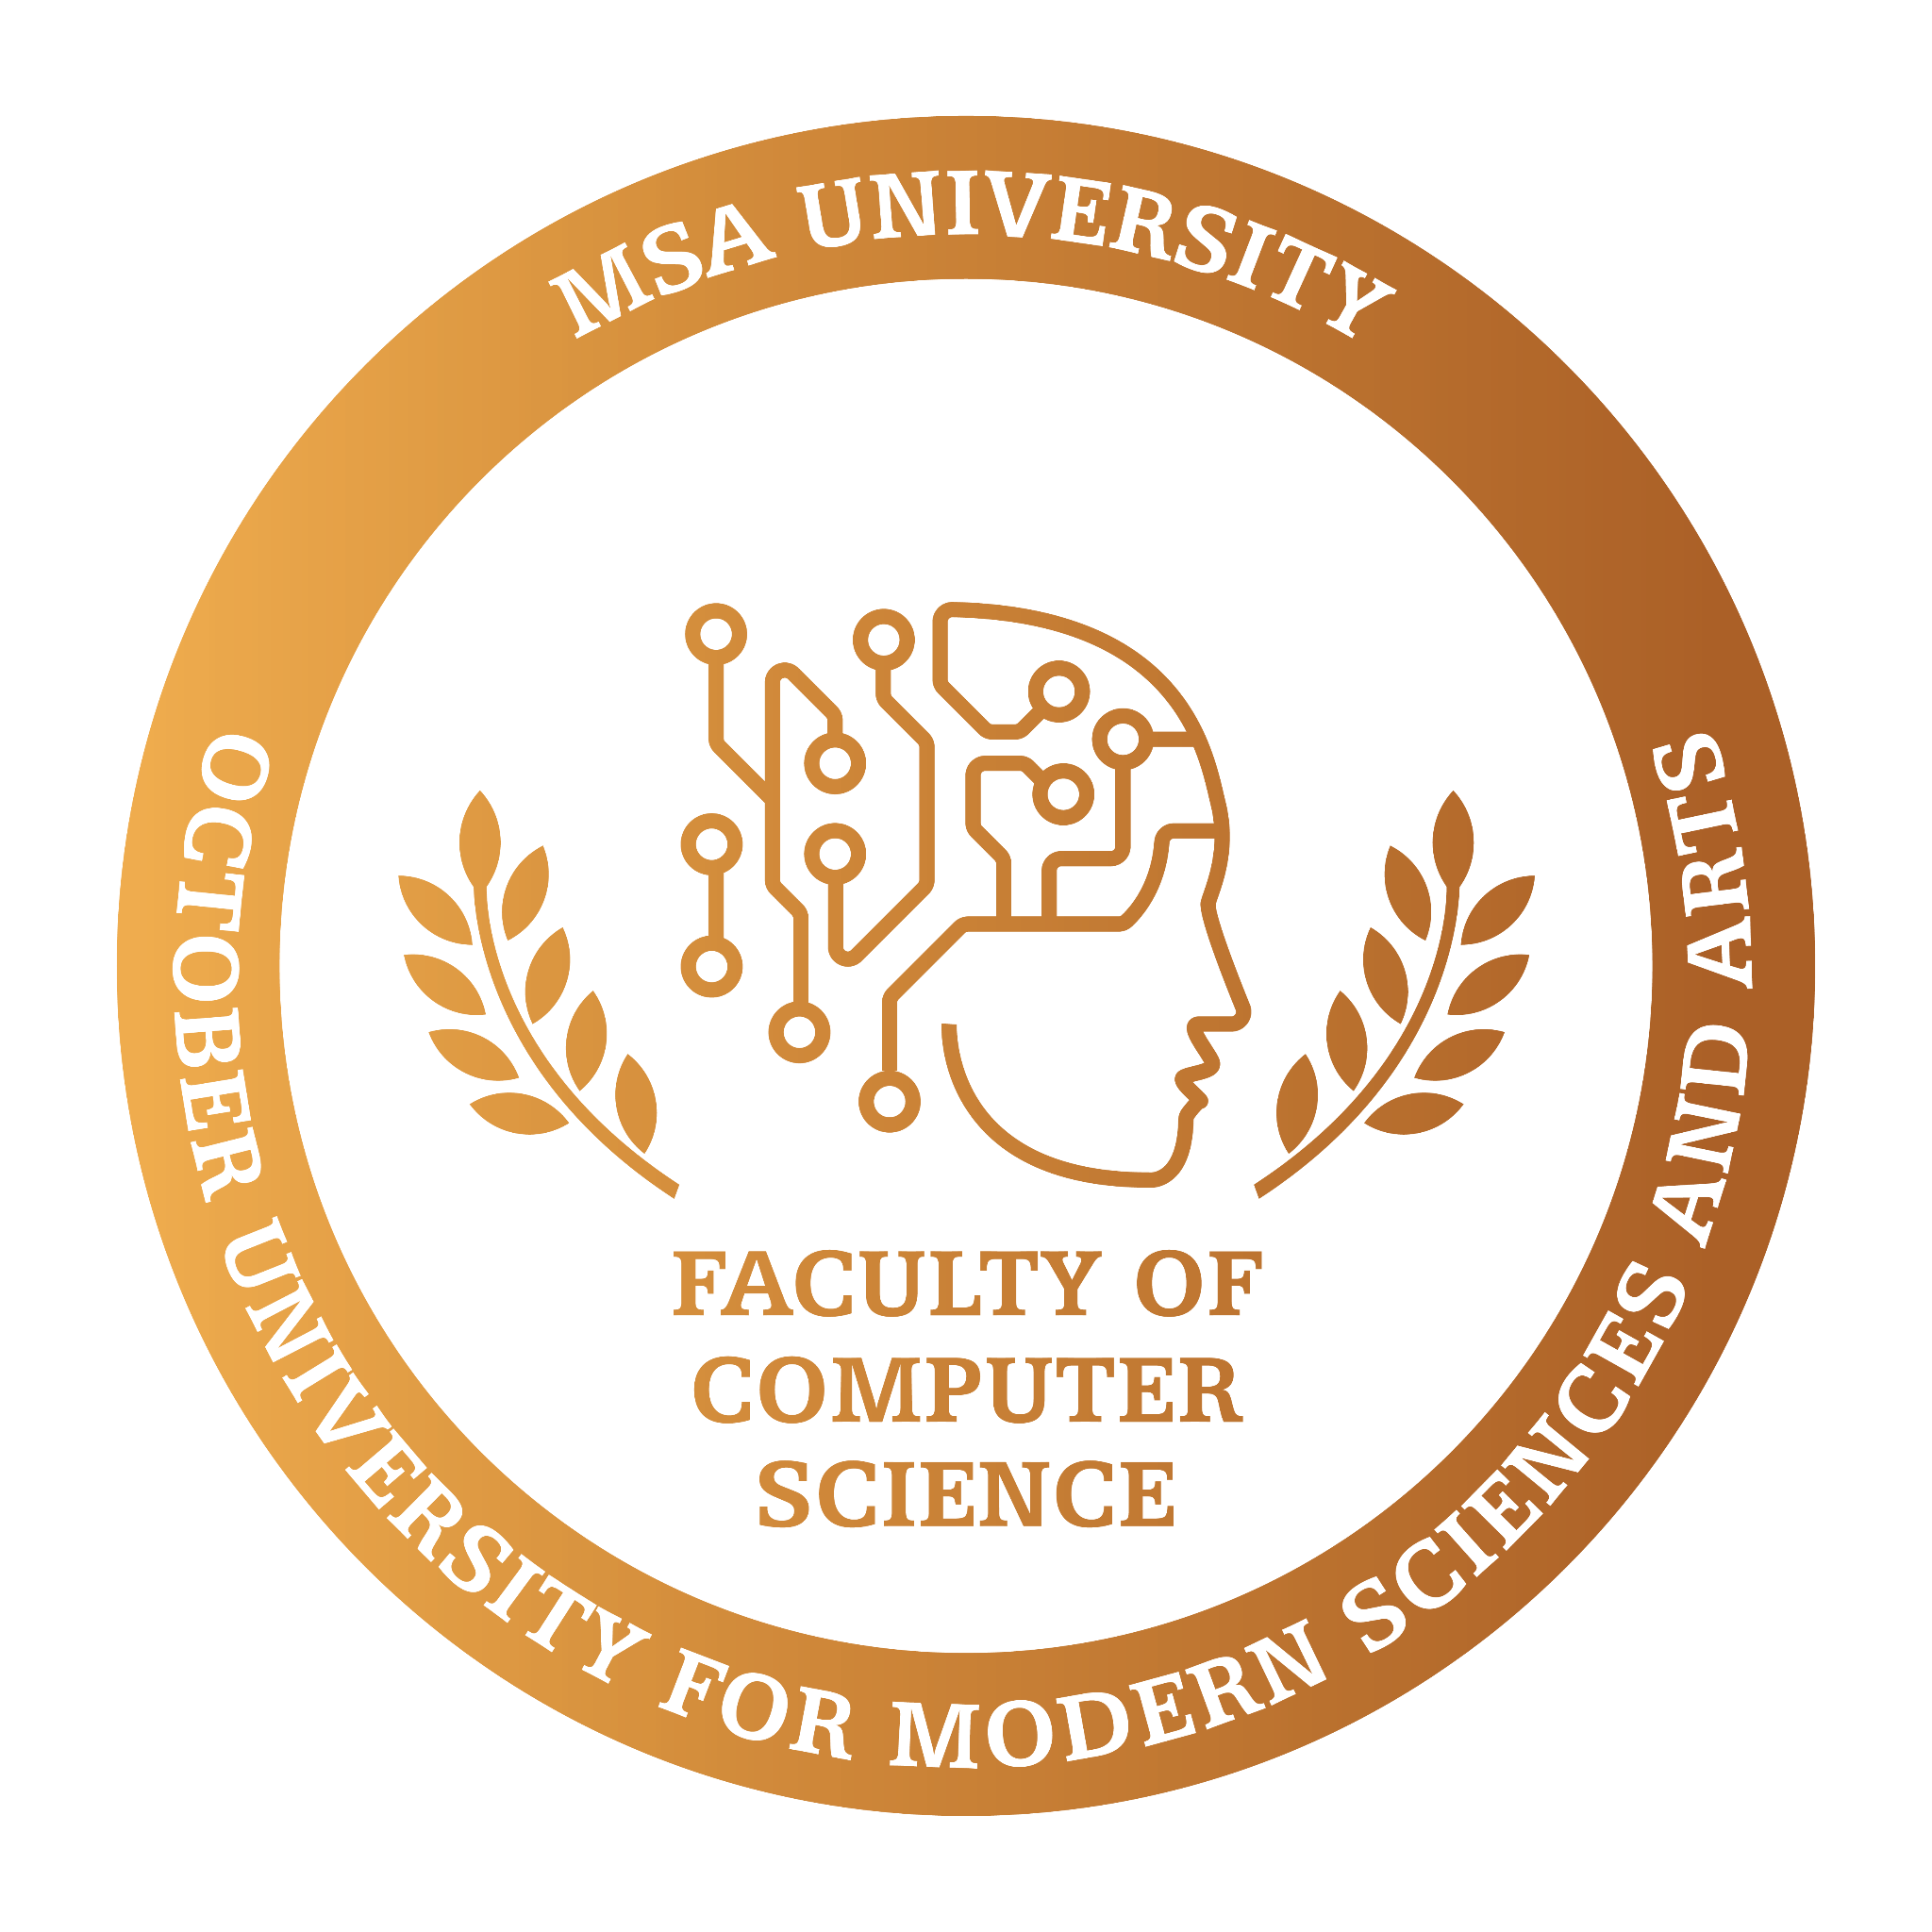 MSA UNIVERSITY
FACULTY OF
COMPUTER
SCIENCE
OCTOBER UNIVERSITY FOR MODERN SCIENCES AND ARTS